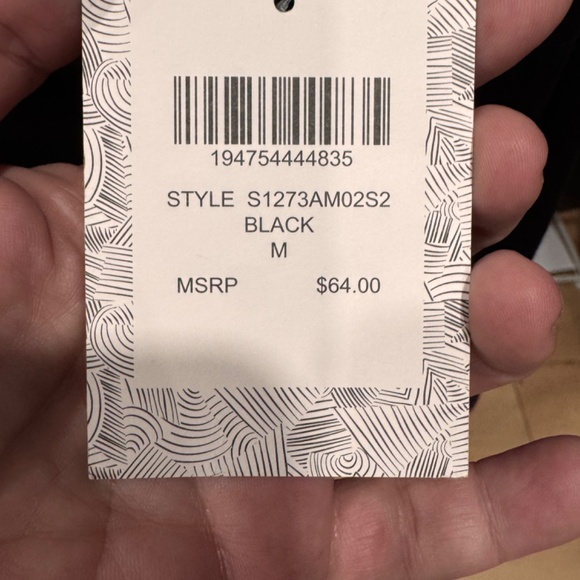 194754444835
STYLE S1273AM02S2
BLACK
M
MSRP $64.00